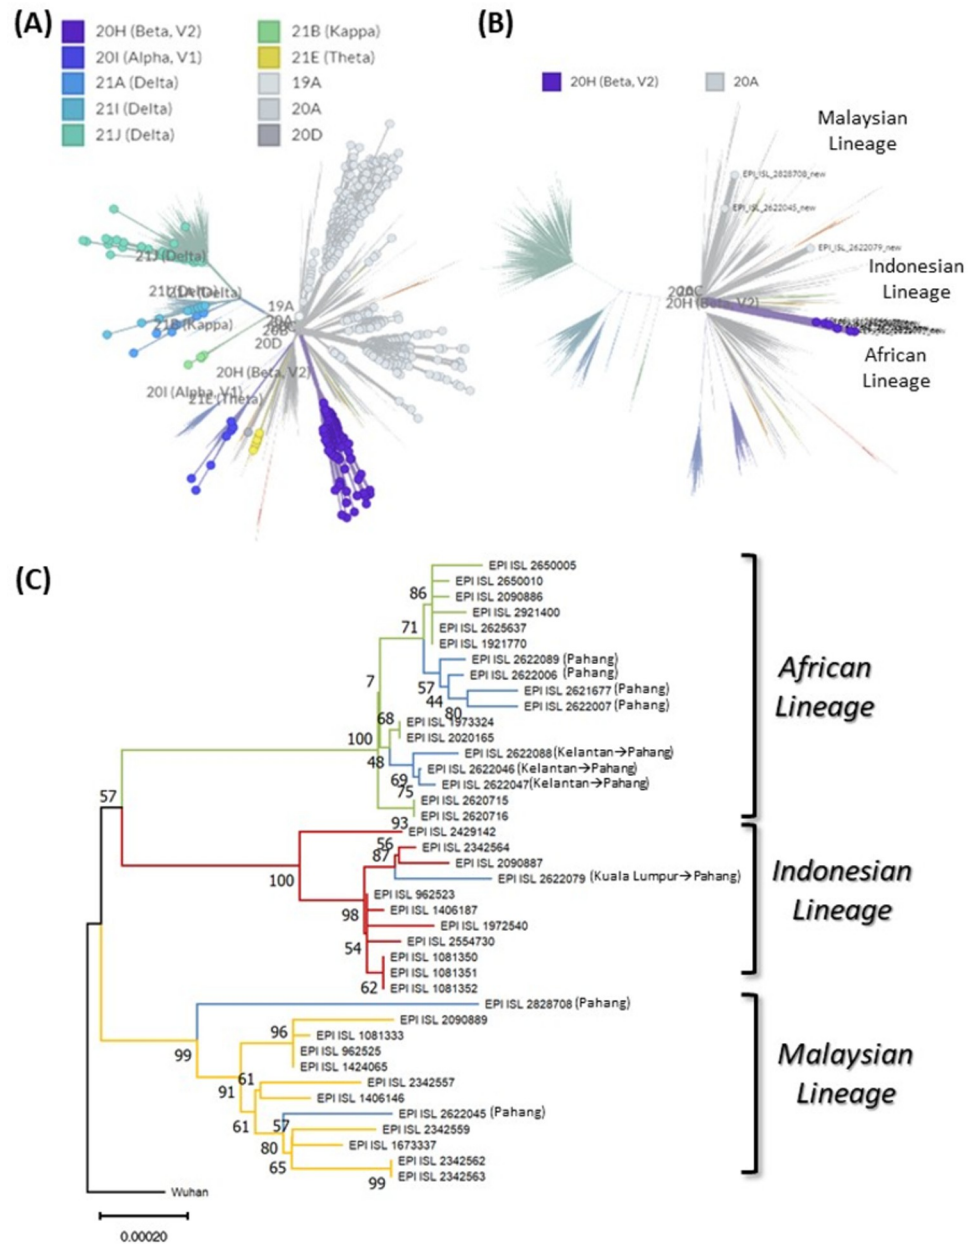 (A)
20H (Beta, V2)
20I (Alpha, V1)
21A (Delta)
21I (Delta)
21J (Delta)
21B (Kappa)
21E (Theta)
19A
20A
20D
21J (Delta)
21B (Kappa)
19A
20A
20B
20D
20H (Beta, V2)
20I (Alpha, V1)
21E (Theta)
(B)
20H (Beta, V2)
20A
Malaysian
Lineage
EPI_ISL_2828708_new
EPI_ISL_2622045_new
EPI_ISL_2622079_new
Indonesian
Lineage
20H (Beta, V2)
African
Lineage
(C)
EPI ISL 2650005
EPI ISL 2650010
86
EPI ISL 2090886
EPI ISL 2921400
71
EPI ISL 2625637
EPI ISL 1921770
EPI ISL 2622089 (Pahang)
EPI ISL 2622006 (Pahang)
7
57
EPI ISL 2621677 (Pahang)
44
EPI ISL 2622007 (Pahang)
80
68
EPI ISL 1973324
100
EPI ISL 2020165
48
EPI ISL 2622088 (Kelantan→Pahang)
EPI ISL 2622046 (Kelantan→Pahang)
69
EPI ISL 2622047 (Kelantan→Pahang)
75
57
EPI ISL 2620715
EPI ISL 2620716
93
African
Lineage
EPI ISL 2429142
56
EPI ISL 2342564
87
EPI ISL 2090887
100
EPI ISL 2622079 (Kuala Lumpur→Pahang)
EPI ISL 962523
98
EPI ISL 1406187
EPI ISL 1972540
54
EPI ISL 2554730
EPI ISL 1081350
EPI ISL 1081351
62
EPI ISL 1081352
Indonesian
Lineage
EPI ISL 2828708 (Pahang)
EPI ISL 2090889
96
EPI ISL 1081333
99
EPI ISL 962525
EPI ISL 1424065
61
EPI ISL 2342557
91
EPI ISL 1406146
57
EPI ISL 2622045 (Pahang)
61
EPI ISL 2342559
80
EPI ISL 1673337
65
EPI ISL 2342562
EPI ISL 2342563
99
Malaysian
Lineage
Wuhan
0.00020